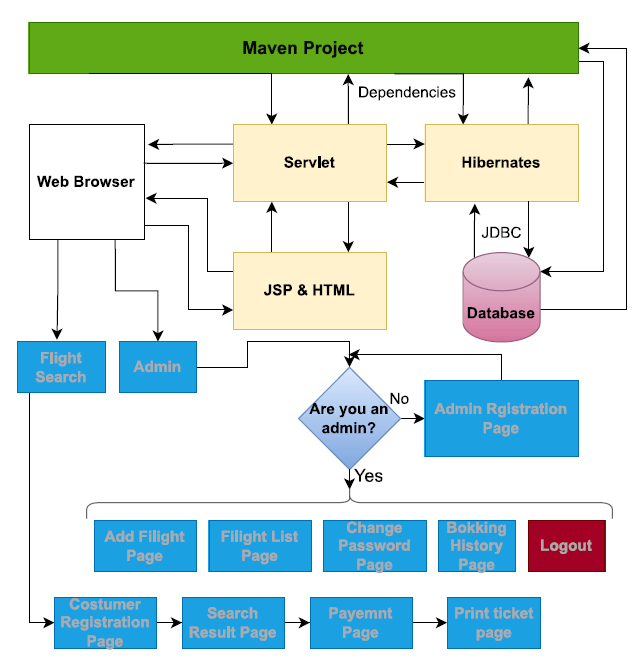 Maven Project
Dependencies
Web Browser
Servlet
Hibernates
JDBC
JSP & HTML
Database
Flight
Search
Admin
Are you an
admin?
No
Admin Rgistration
Page
Yes
Add Filight
Page
Filight List
Page
Change
Password
Page
Bokking
History
Page
Logout
Costumer
Registration
Page
Search
Result Page
Payemnt
Page
Print ticket
page